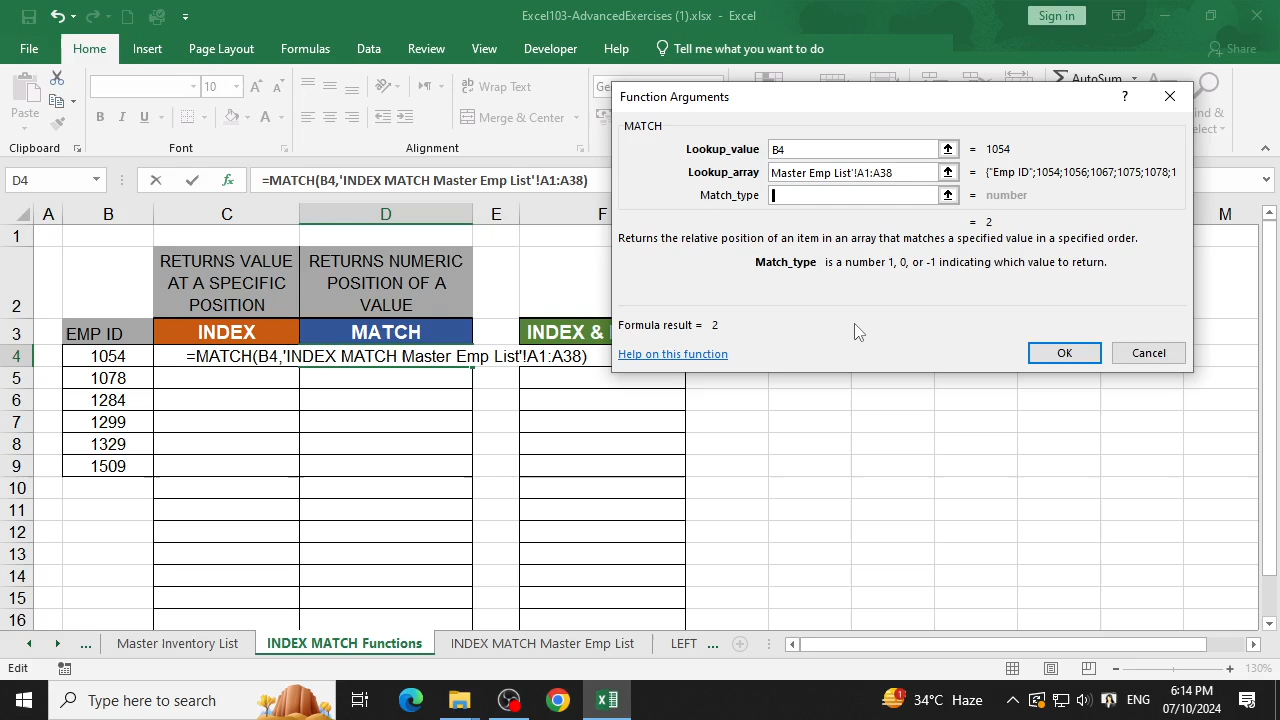 Excel103-AdvancedExercises (1).xlsx - Excel
Sign in
File Home Insert Page Layout Formulas Data Review View Developer Help Tell me what you want to do Share
Paste
10
Wrap Text
Merge & Center
Ge
AutoSum
Find &
Select
Clipboard Font Alignment
D4
=MATCH(B4,'INDEX MATCH Master Emp List'!A1:A38)
Function Arguments
MATCH
Lookup_value B4 = 1054
Lookup_array Master Emp List'!A1:A38 = {"Emp ID";1054;1056;1067;1075;1078;1
Match_type = number
= 2
Returns the relative position of an item in an array that matches a specified value in a specified order.
Match_type is a number 1, 0, or -1 indicating which value to return.
Formula result = 2
Help on this function
OK Cancel
A B C D E F M
1
2 RETURNS VALUE AT A SPECIFIC POSITION RETURNS NUMERIC POSITION OF A VALUE
3 EMP ID INDEX MATCH INDEX &
4 1054 =MATCH(B4,'INDEX MATCH Master Emp List'!A1:A38)
5 1078
6 1284
7 1299
8 1329
9 1509
10
11
12
13
14
15
16
... Master Inventory List INDEX MATCH Functions INDEX MATCH Master Emp List LEFT ...
Edit
130%
Type here to search
34°C Haze
ENG
6:14 PM
07/10/2024